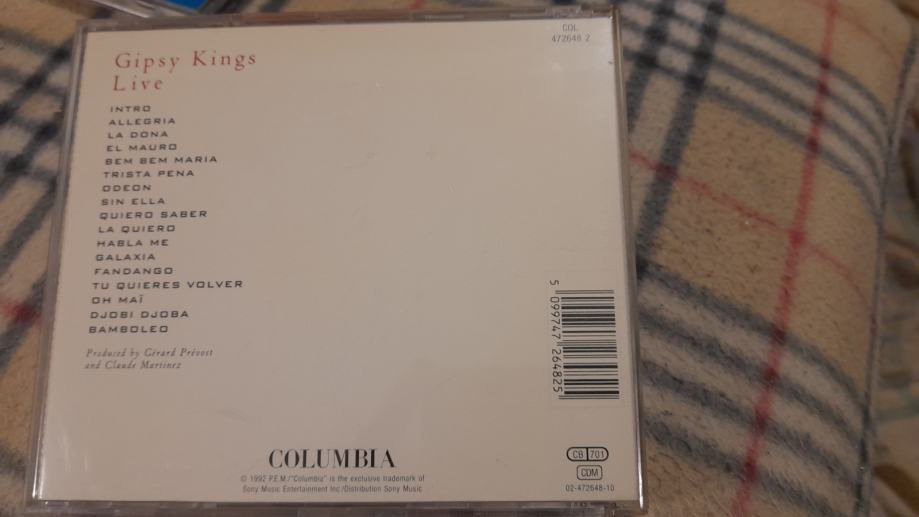 Gipsy Kings
Live
COL
472648 2
INTRO
ALLEGRIA
LA DONA
EL MAURO
BEM BEM MARIA
TRISTA PENA
ODEON
SIN ELLA
QUIERO SABER
LA QUIERO
HABLA ME
GALAXIA
FANDANGO
TU QUIERES VOLVER
OH MAÏ
DJOBI DJOBA
BAMBOLEO
Produced by Gérard Prévost
and Claude Martinez
5 099747 264825
COLUMBIA
© 1992 P.E.M./"Columbia" is the exclusive trademark of
Sony Music Entertainment Inc./Distribution Sony Music
CB 701
CDM
02-472648-10